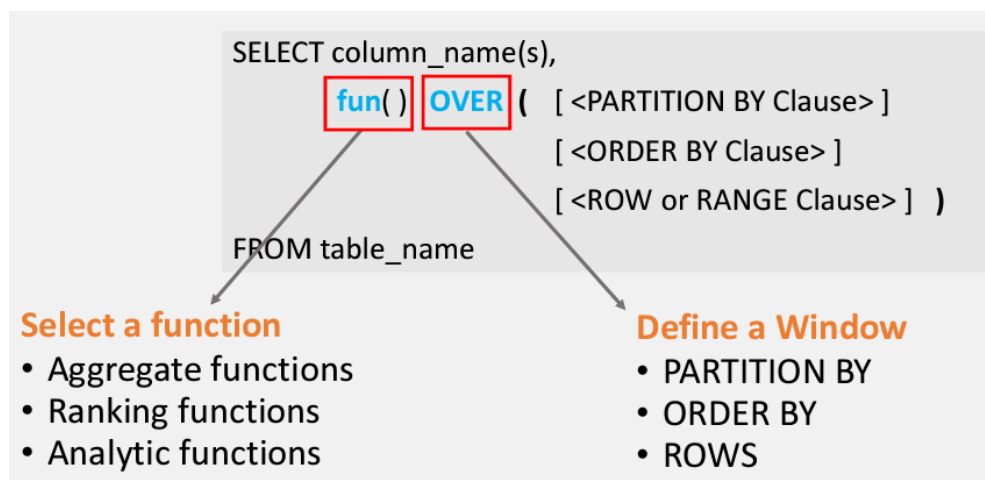 SELECT column_name(s),
fun( ) OVER ( [ <PARTITION BY Clause> ]
[ <ORDER BY Clause> ]
[ <ROW or RANGE Clause> ] )
FROM table_name
Select a function
• Aggregate functions
• Ranking functions
• Analytic functions
Define a Window
• PARTITION BY
• ORDER BY
• ROWS